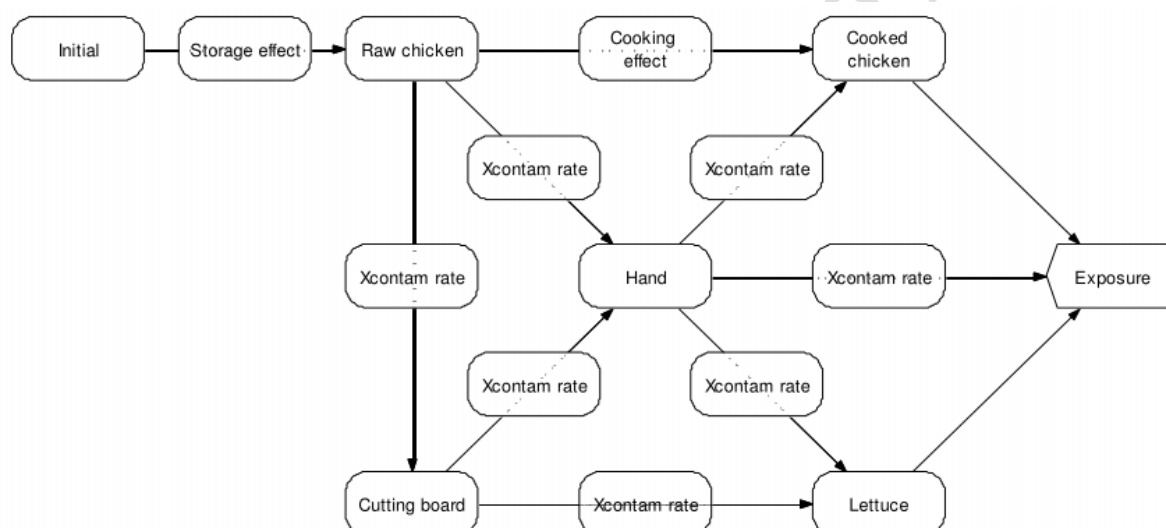 Initial
Storage effect
Raw chicken
Cooking
effect
Cooked
chicken
Xcontam rate
Xcontam rate
Xcontam rate
Hand
Xcontam rate
Exposure
Xcontam rate
Xcontam rate
Cutting board
Xcontam rate
Lettuce